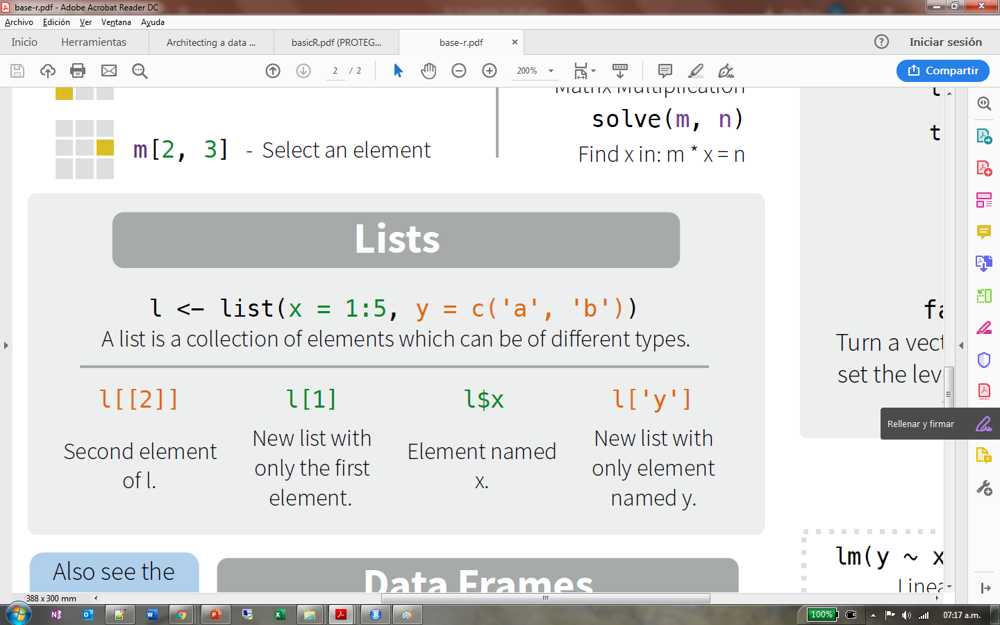 base-r.pdf - Adobe Acrobat Reader DC
Archivo Edición Ver Ventana Ayuda
Inicio Herramientas Architecting a data ... basicR.pdf (PROTEG... base-r.pdf Iniciar sesión
2 / 2 200% Compartir
Matrix Multiplication
solve(m, n)
Find x in: m * x = n
m[2, 3] - Select an element
t
Lists
l <- list(x = 1:5, y = c('a', 'b'))
A list is a collection of elements which can be of different types.
l[[2]] l[1] l$x l['y']
Second element
of l.
New list with
only the first
element.
Element named
x.
New list with
only element
named y.
fa
Turn a vect
set the lev
Rellenar y firmar
Also see the
Data Frames
lm(y ~ x
Linea
388 x 300 mm
100% 07:17 a.m.